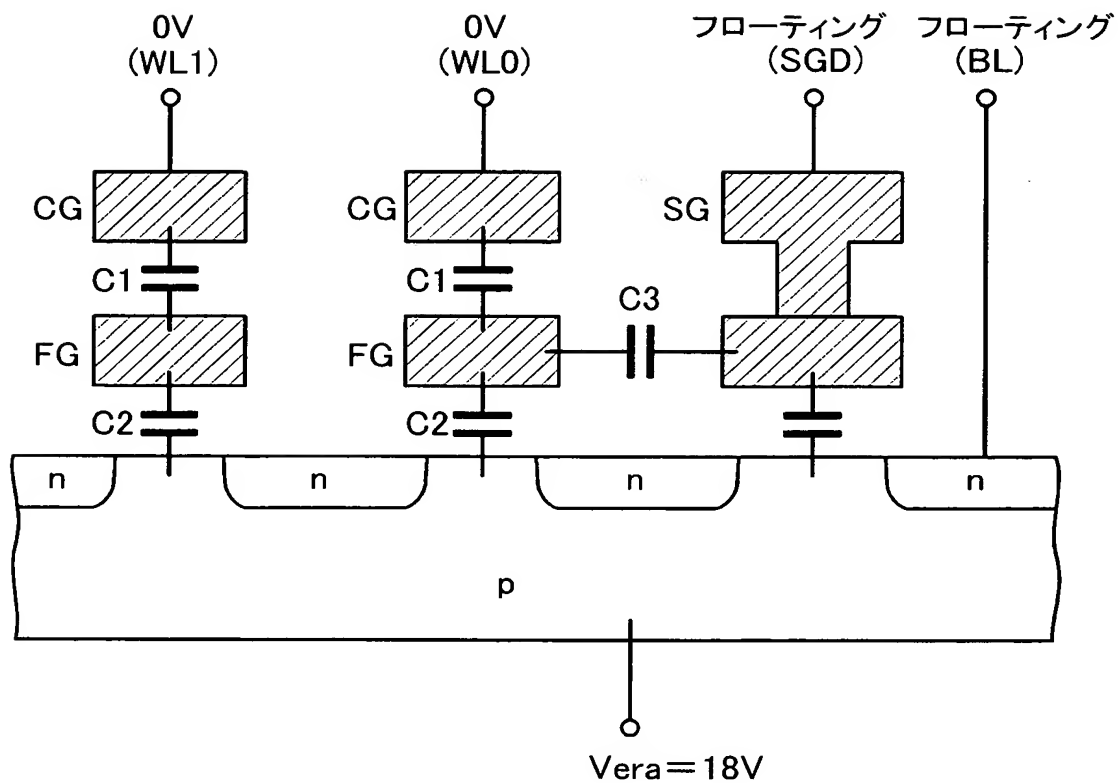 0V
(WL1)
0V
(WL0)
フローティング
(SGD)
フローティング
(BL)
CG
CG
SG
C1
C1
C3
FG
FG
C2
C2
n
n
n
n
p
Vera=18V